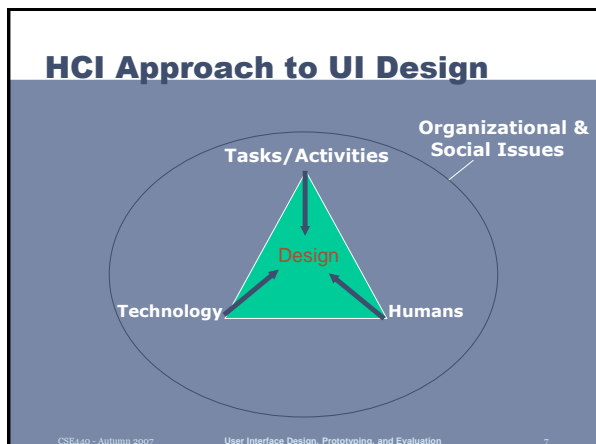 HCI Approach to UI Design
Organizational &
Social Issues
Tasks/Activities
Design
Technology
Humans
CSE440 - Autumn 2007
User Interface Design, Prototyping, and Evaluation
7